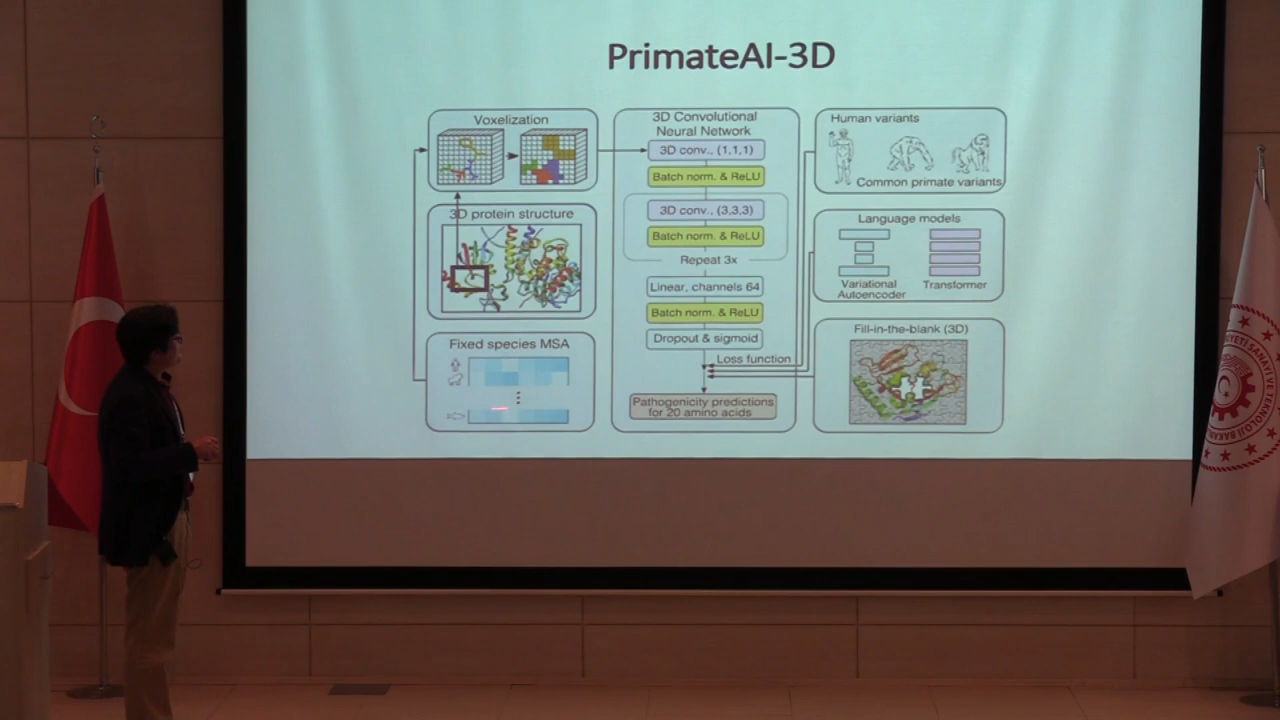 PrimateAI-3D
Voxelization
3D protein structure
Fixed species MSA
3D Convolutional
Neural Network
3D conv., (1,1,1)
Batch norm. & ReLU
3D conv., (3,3,3)
Batch norm. & ReLU
Repeat 3x
Linear, channels 64
Batch norm. & ReLU
Dropout & sigmoid
Loss function
Pathogenicity predictions
for 20 amino acids
Human variants
Common primate variants
Language models
Variational
Autoencoder
Transformer
Fill-in-the-blank (3D)